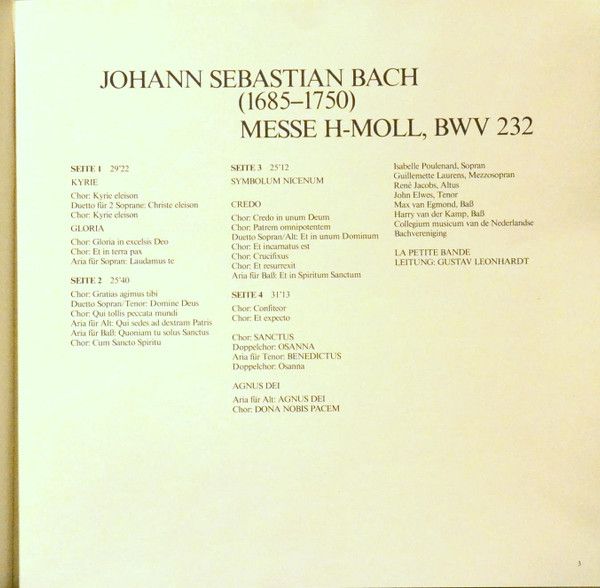 JOHANN SEBASTIAN BACH
(1685–1750)
MESSE H-MOLL, BWV 232
SEITE 1 29'22
KYRIE
Chor: Kyrie eleison
Duetto für 2 Soprane: Christe eleison
Chor: Kyrie eleison
GLORIA
Chor: Gloria in excelsis Deo
Chor: Et in terra pax
Aria für Sopran: Laudamus te
SEITE 2 25'40
Chor: Gratias agimus tibi
Duetto Sopran/Tenor: Domine Deus
Chor: Qui tollis peccata mundi
Aria für Alt: Qui sedes ad dextram Patris
Aria für Baß: Quoniam tu solus Sanctus
Chor: Cum Sancto Spiritu
SEITE 3 25'12
SYMBOLUM NICENUM
CREDO
Chor: Credo in unum Deum
Chor: Patrem omnipotentem
Duetto Sopran/Alt: Et in unum Dominum
Chor: Et incarnatus est
Chor: Crucifixus
Chor: Et resurrexit
Aria für Baß: Et in Spiritum Sanctum
SEITE 4 31'13
Chor: Confiteor
Chor: Et expecto
Chor: SANCTUS
Doppelchor: OSANNA
Aria für Tenor: BENEDICTUS
Doppelchor: Osanna
AGNUS DEI
Aria für Alt: AGNUS DEI
Chor: DONA NOBIS PACEM
Isabelle Poulenard, Sopran
Guillemette Laurens, Mezzosopran
René Jacobs, Altus
John Elwes, Tenor
Max van Egmond, Baß
Harry van der Kamp, Baß
Collegium musicum van de Nederlandse
Bachvereniging
LA PETITE BANDE
LEITUNG: GUSTAV LEONHARDT
3